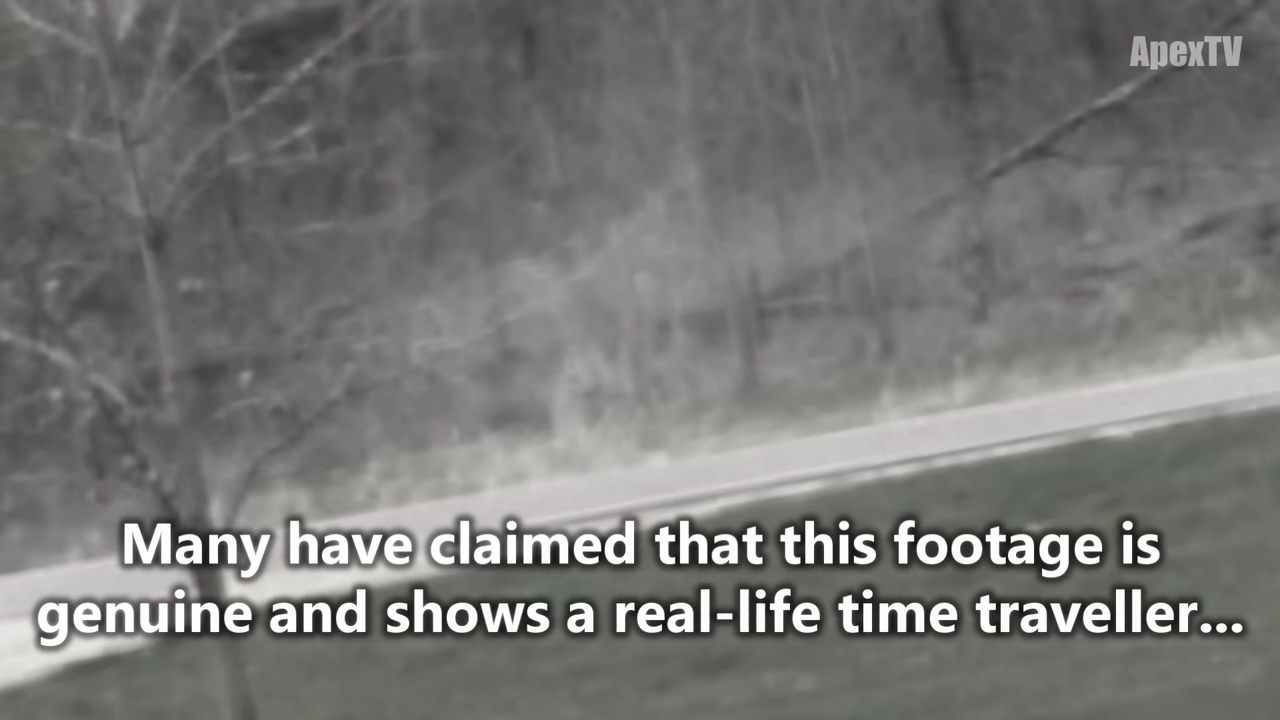 ApexTV
Many have claimed that this footage is
genuine and shows a real-life time traveller...